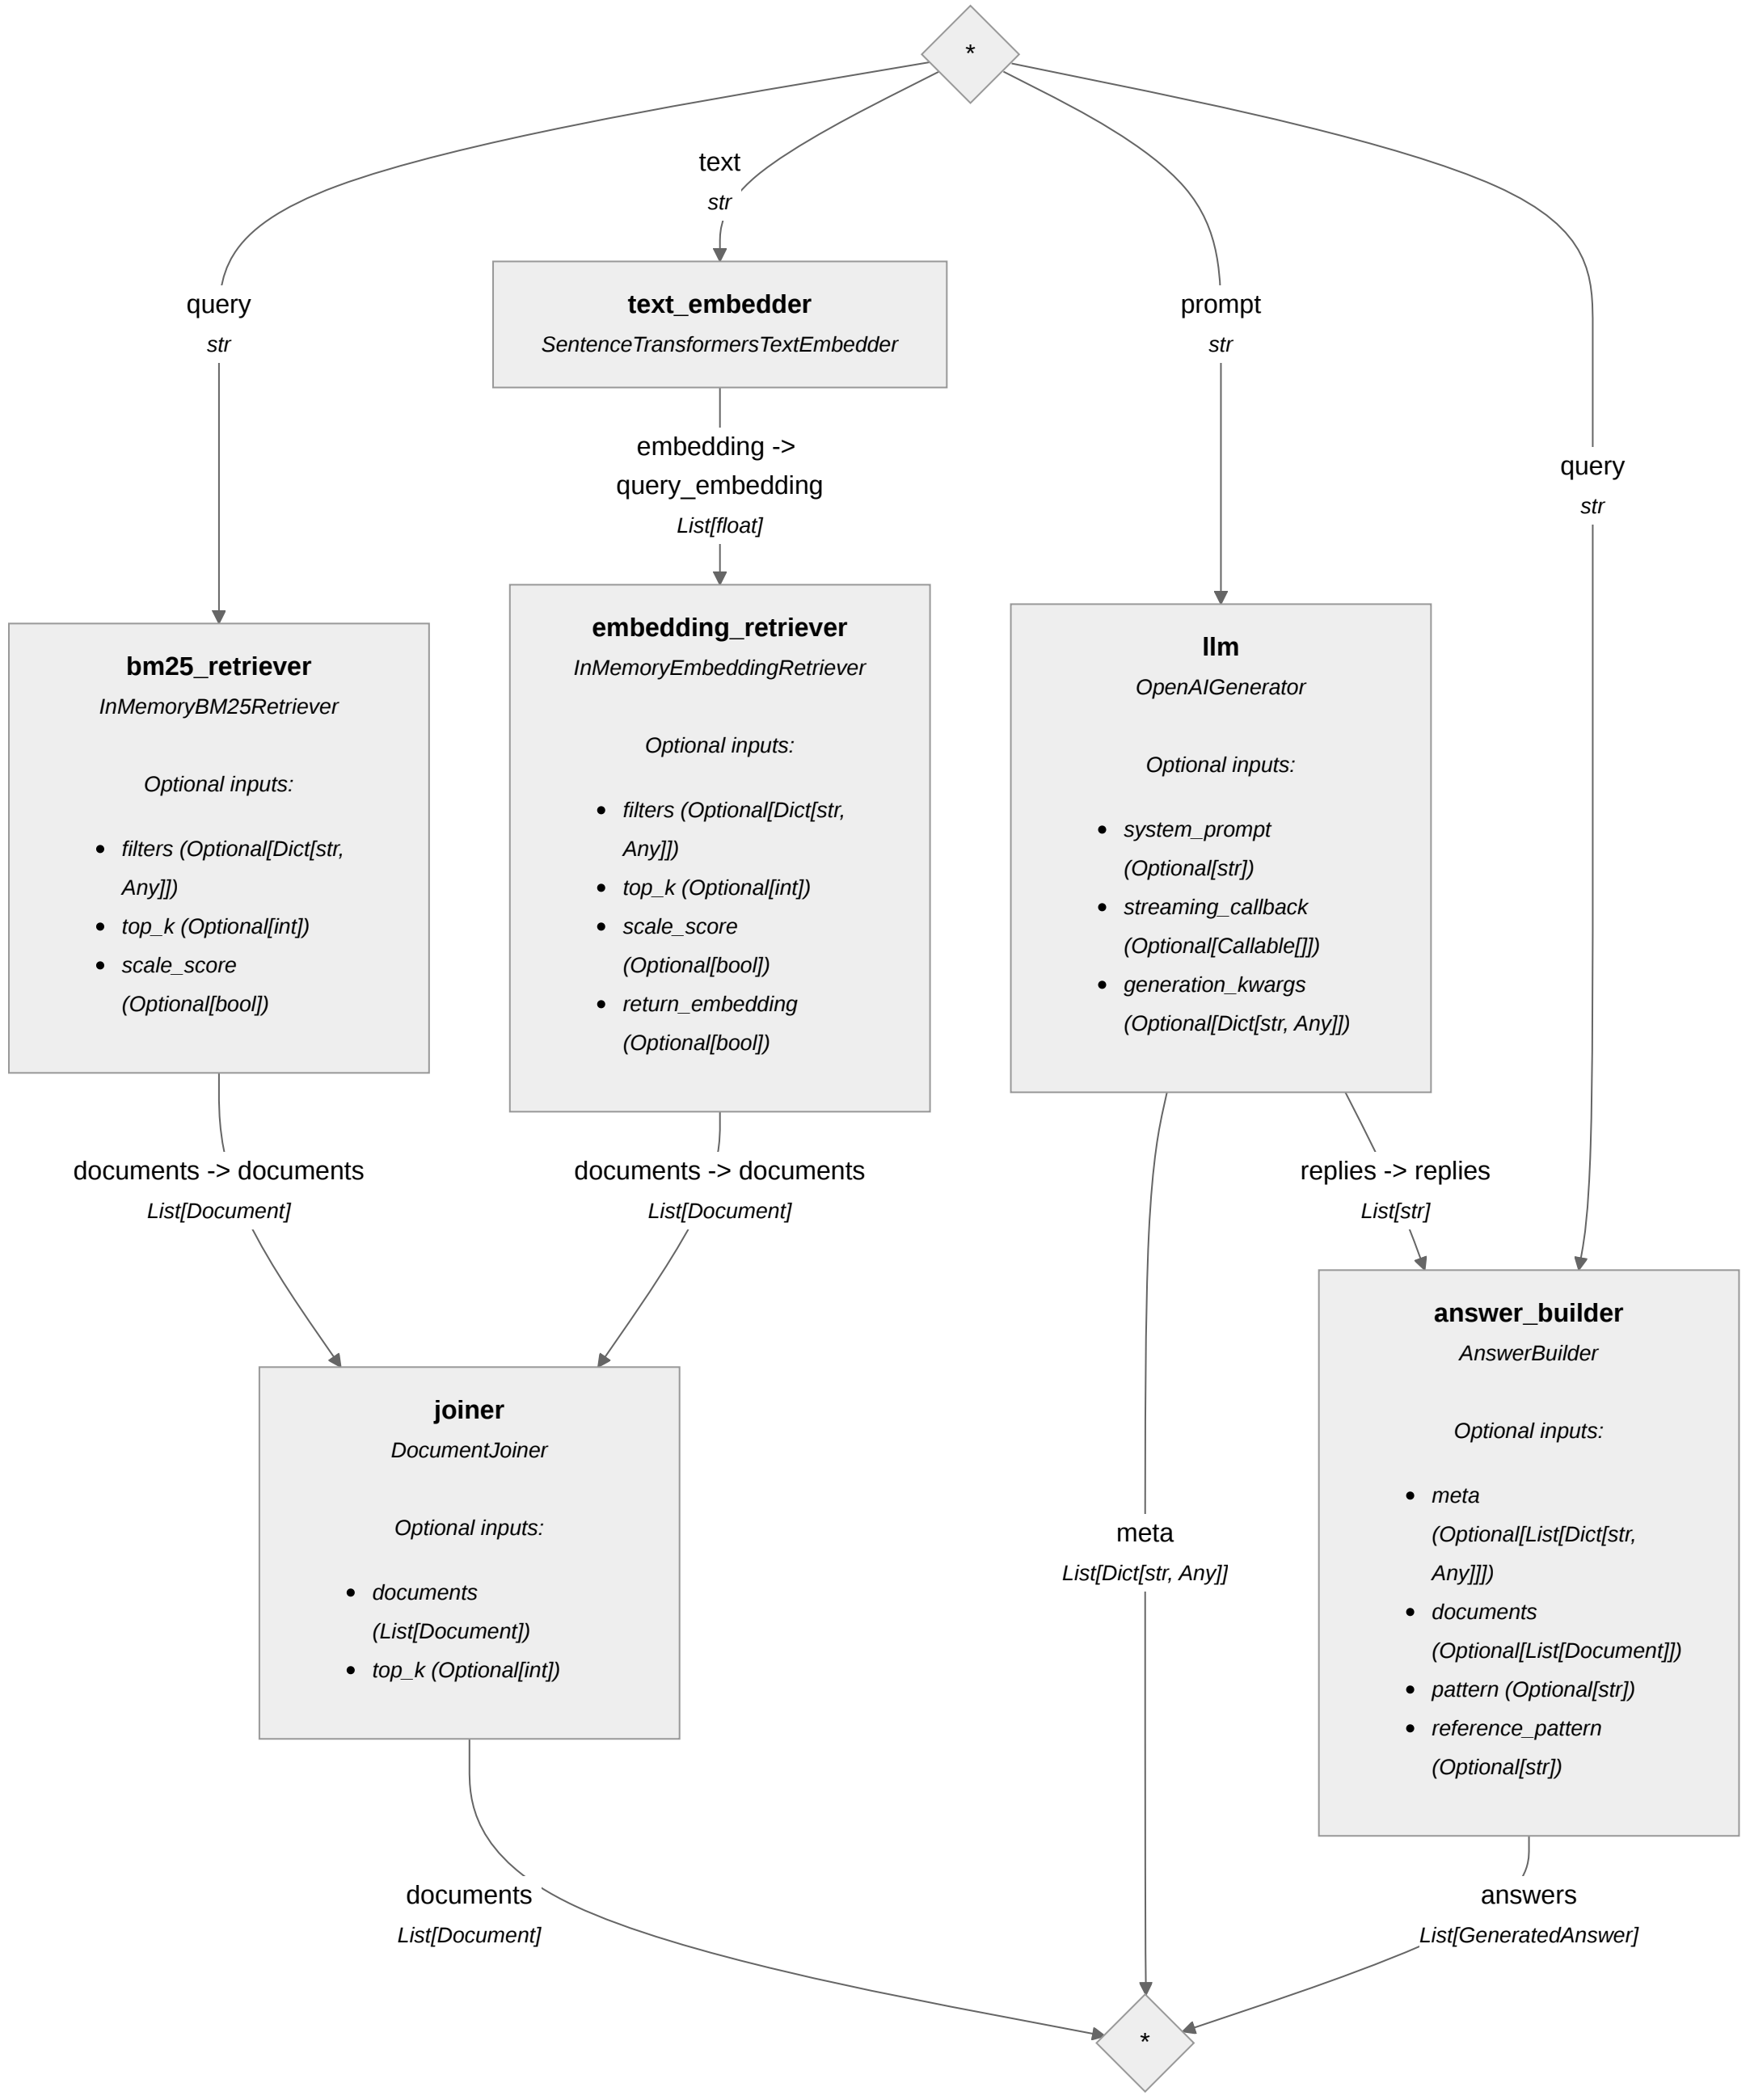 *
text
str
query
str
text_embedder
SentenceTransformersTextEmbedder
prompt
str
query
str
embedding ->
query_embedding
List[float]
bm25_retriever
InMemoryBM25Retriever
Optional inputs:
• filters (Optional[Dict[str,
Any]])
• top_k (Optional[int])
• scale_score
(Optional[bool])
embedding_retriever
InMemoryEmbeddingRetriever
Optional inputs:
• filters (Optional[Dict[str,
Any]])
• top_k (Optional[int])
• scale_score
(Optional[bool])
• return_embedding
(Optional[bool])
llm
OpenAIGenerator
Optional inputs:
• system_prompt
(Optional[str])
• streaming_callback
(Optional[Callable[]])
• generation_kwargs
(Optional[Dict[str, Any]])
documents -> documents
List[Document]
documents -> documents
List[Document]
replies -> replies
List[str]
joiner
DocumentJoiner
Optional inputs:
• documents
(List[Document])
• top_k (Optional[int])
meta
List[Dict[str, Any]]
answer_builder
AnswerBuilder
Optional inputs:
• meta
(Optional[List[Dict[str,
Any]]])
• documents
(Optional[List[Document]])
• pattern (Optional[str])
• reference_pattern
(Optional[str])
documents
List[Document]
answers
List[GeneratedAnswer]
*